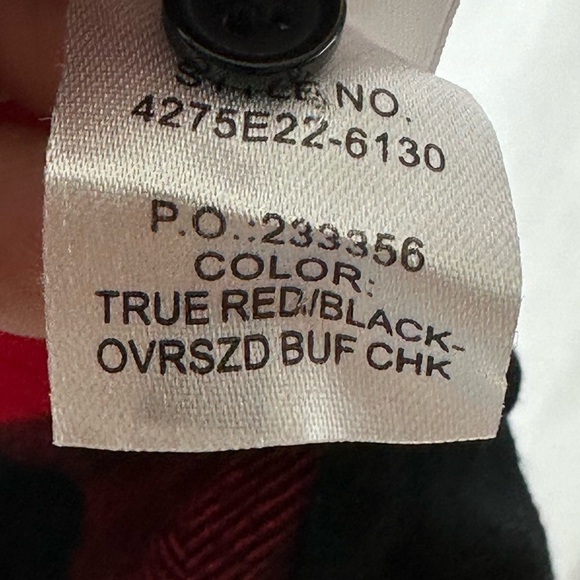 STYLE NO.
4275E22-6130
P.O.:233356
COLOR:
TRUE RED/BLACK-
OVRSZD BUF CHK